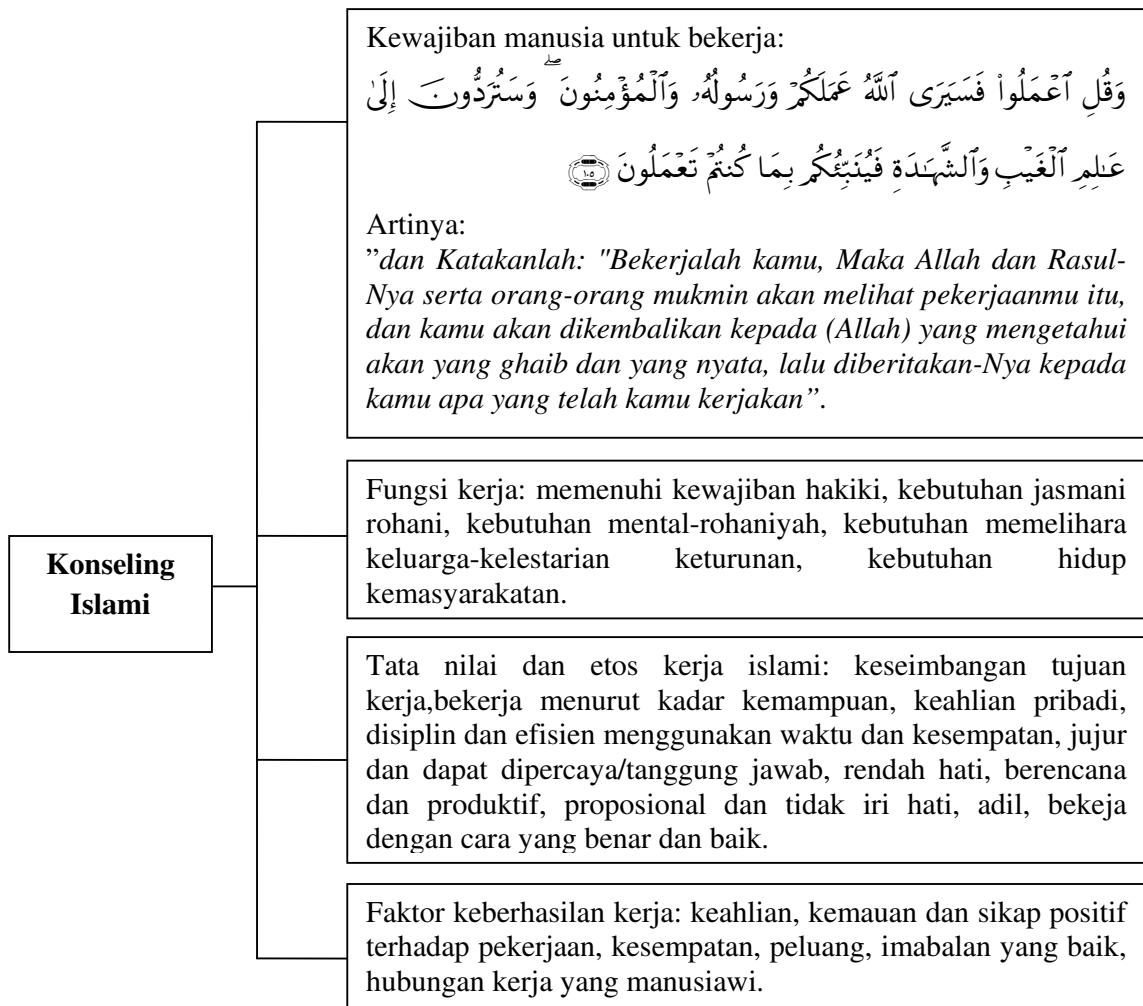 Kewajiban manusia untuk bekerja:
وَقُلِ ٱعْمَلُوا۟ فَسَيَرَى ٱللَّهُ عَمَلَكُمْ وَرَسُولُهُۥ وَٱلْمُؤْمِنُونَ ۖ وَسَتُرَدُّونَ إِلَىٰ
عَـٰلِمِ ٱلْغَيْبِ وَٱلشَّهَـٰدَةِ فَيُنَبِّئُكُم بِمَا كُنتُمْ تَعْمَلُونَ ﴿١٠٥﴾
Artinya:
”dan Katakanlah: "Bekerjalah kamu, Maka Allah dan Rasul-
Nya serta orang-orang mukmin akan melihat pekerjaanmu itu,
dan kamu akan dikembalikan kepada (Allah) yang mengetahui
akan yang ghaib dan yang nyata, lalu diberitakan-Nya kepada
kamu apa yang telah kamu kerjakan”.
Konseling
Islami
Fungsi kerja: memenuhi kewajiban hakiki, kebutuhan jasmani
rohani, kebutuhan mental-rohaniyah, kebutuhan memelihara
keluarga-kelestarian keturunan, kebutuhan hidup
kemasyarakatan.
Tata nilai dan etos kerja islami: keseimbangan tujuan
kerja,bekerja menurut kadar kemampuan, keahlian pribadi,
disiplin dan efisien menggunakan waktu dan kesempatan, jujur
dan dapat dipercaya/tanggung jawab, rendah hati, berencana
dan produktif, proposional dan tidak iri hati, adil, bekeja
dengan cara yang benar dan baik.
Faktor keberhasilan kerja: keahlian, kemauan dan sikap positif
terhadap pekerjaan, kesempatan, peluang, imabalan yang baik,
hubungan kerja yang manusiawi.